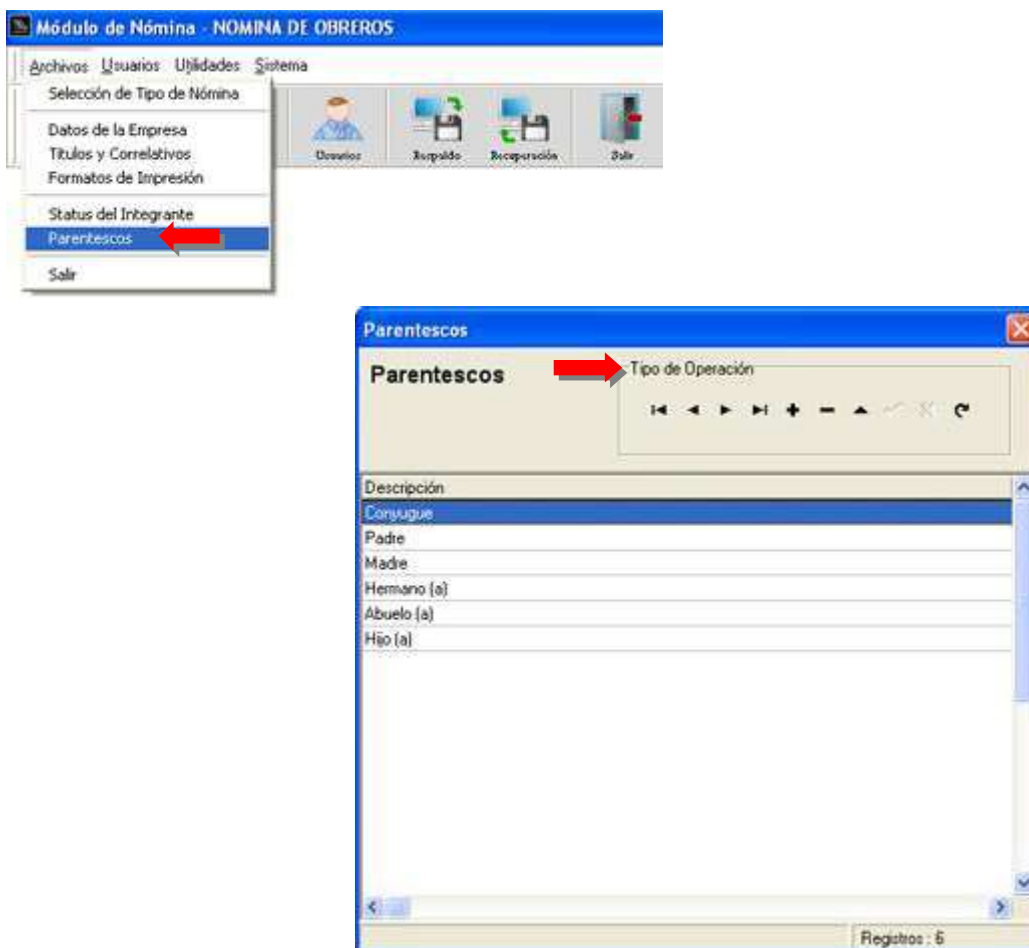 Módulo de Nómina - NOMINA DE OBREROS
Archivos Usuarios Utilidades Sistema
Selección de Tipo de Nómina
Datos de la Empresa
Titulos y Correlativos
Formatos de Impresión
Status del Integrante
Parentescos
Salir
Usuarios Respaldo Recuperación Salir
Parentescos
Parentescos
Tipo de Operación
Descripción
Conyugue
Padre
Madre
Hermano (a)
Abuelo (a)
Hijo (a)
Registros : 6